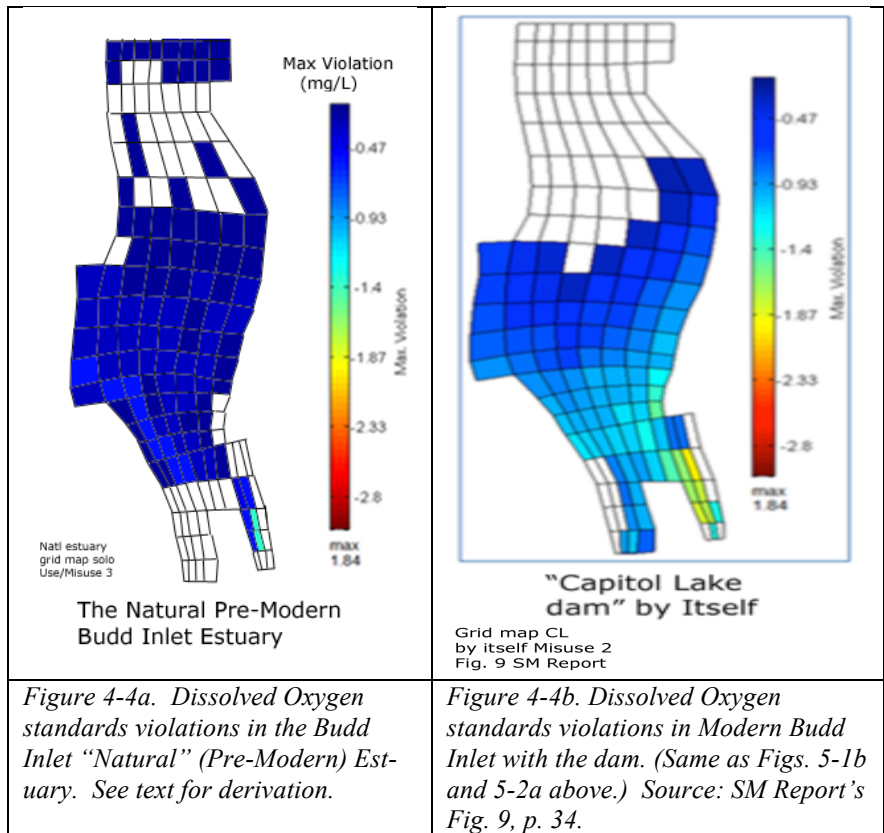 Max Violation
(mg/L)
-0.47
-0.93
-1.4
-1.87
-2.33
-2.8
Max. Violation
max
1.84
Natl estuary
grid map solo
Use/Misuse 3
The Natural Pre-Modern
Budd Inlet Estuary
-0.47
-0.93
-1.4
-1.87
-2.33
-2.8
Max. Violation
max
1.84
“Capitol Lake
dam” by Itself
Grid map CL
by itself Misuse 2
Fig. 9 SM Report
Figure 4-4a. Dissolved Oxygen
standards violations in the Budd
Inlet “Natural” (Pre-Modern) Est-
uary. See text for derivation.
Figure 4-4b. Dissolved Oxygen
standards violations in Modern Budd
Inlet with the dam. (Same as Figs. 5-1b
and 5-2a above.) Source: SM Report’s
Fig. 9, p. 34.